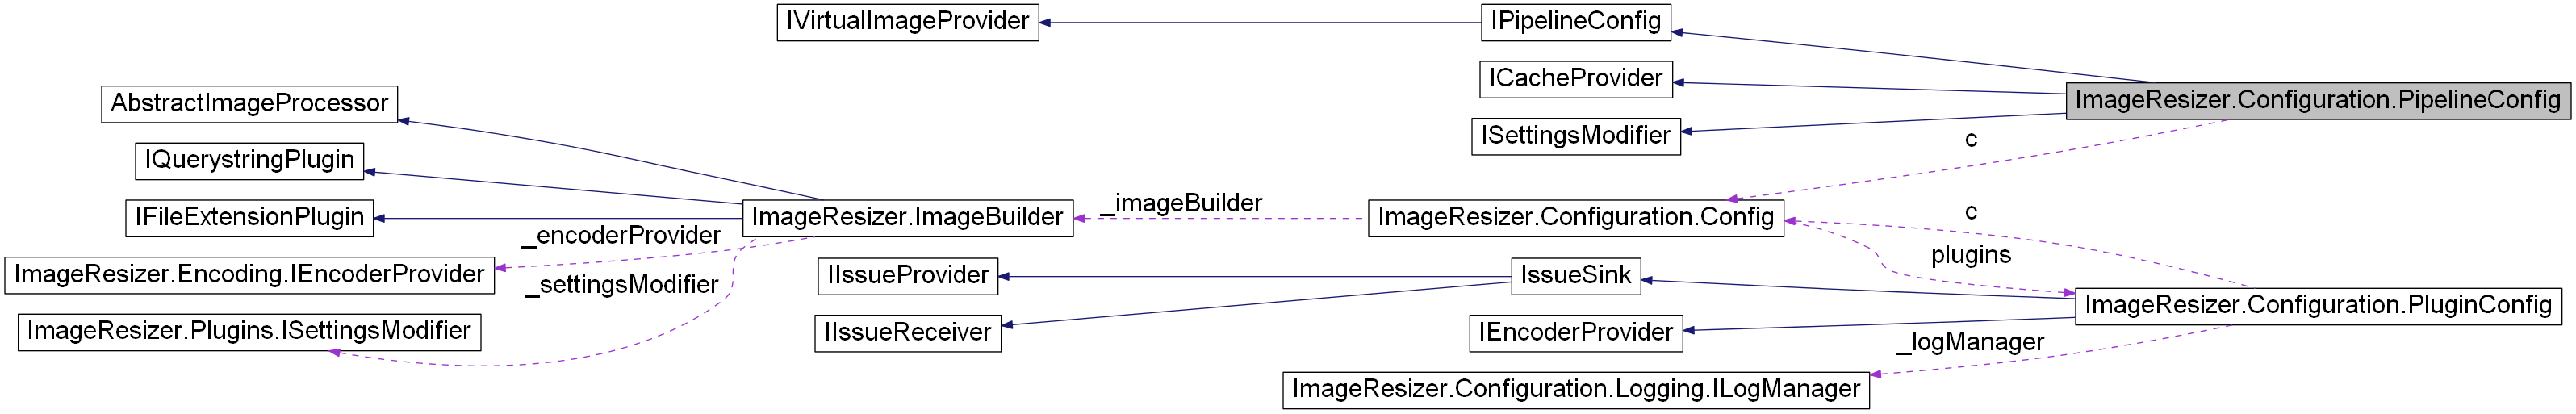 IVirtualImageProvider
IPipelineConfig
ICacheProvider
ImageResizer.Configuration.PipelineConfig
AbstractImageProcessor
ISettingsModifier
c
IQuerystringPlugin
IFileExtensionPlugin
ImageResizer.ImageBuilder
_imageBuilder
ImageResizer.Configuration.Config
c
_encoderProvider
plugins
ImageResizer.Encoding.IEncoderProvider
IIssueProvider
IssueSink
_settingsModifier
ImageResizer.Configuration.PluginConfig
ImageResizer.Plugins.ISettingsModifier
IIssueReceiver
IEncoderProvider
_logManager
ImageResizer.Configuration.Logging.ILogManager